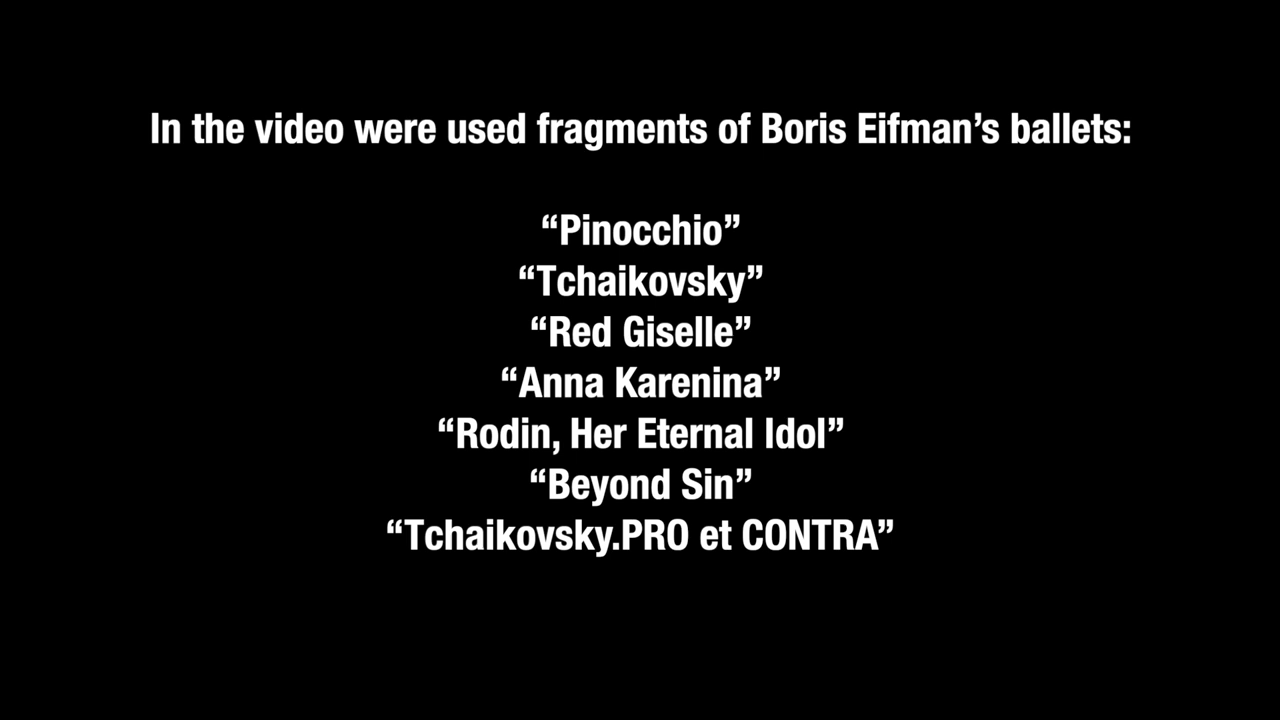 In the video were used fragments of Boris Eifman’s ballets:
“Pinocchio”
“Tchaikovsky”
“Red Giselle”
“Anna Karenina”
“Rodin, Her Eternal Idol”
“Beyond Sin”
“Tchaikovsky.PRO et CONTRA”